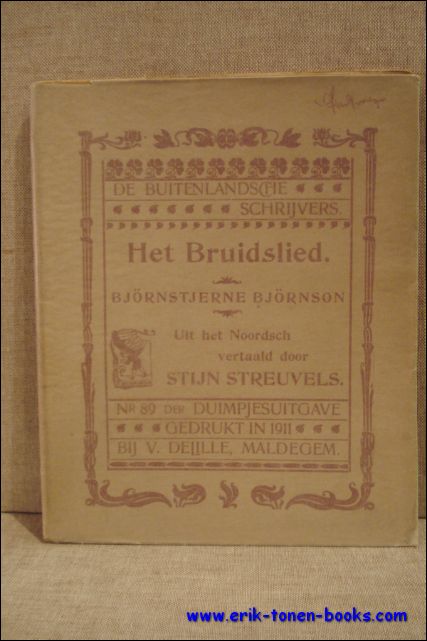 DE BUITENLANDSCHE
SCHRIJVERS.
Het Bruidslied.
BJÖRNSTJERNE BJÖRNSON
Uit het Noordsch
vertaald door
STIJN STREUVELS.
NR 89 DER DUIMPJESUITGAVE
GEDRUKT IN 1911
BIJ V. DELILLE, MALDEGEM.
www.erik-tonen-books.com